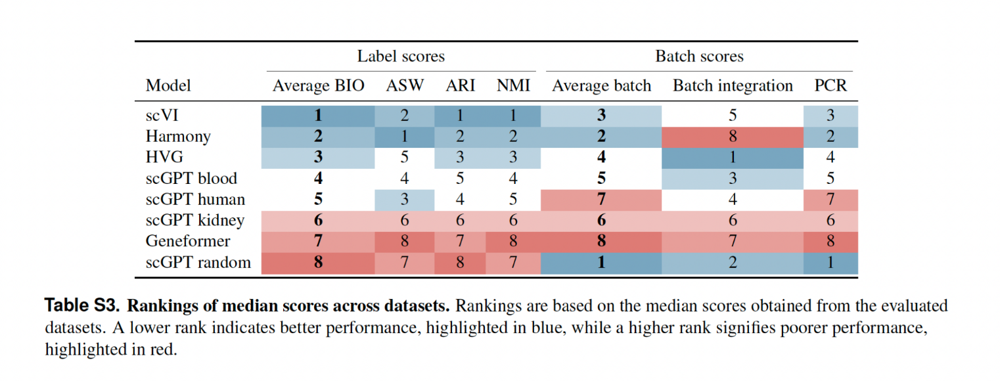 Label scores Batch scores
Model Average BIO ASW ARI NMI Average batch Batch integration PCR
scVI 1 2 1 1 3 5 3
Harmony 2 1 2 2 2 8 2
HVG 3 5 3 3 4 1 4
scGPT blood 4 4 5 4 5 3 5
scGPT human 5 3 4 5 7 4 7
scGPT kidney 6 6 6 6 6 6 6
Geneformer 7 8 7 8 8 7 8
scGPT random 8 7 8 7 1 2 1
Table S3. Rankings of median scores across datasets. Rankings are based on the median scores obtained from the evaluated
datasets. A lower rank indicates better performance, highlighted in blue, while a higher rank signifies poorer performance,
highlighted in red.